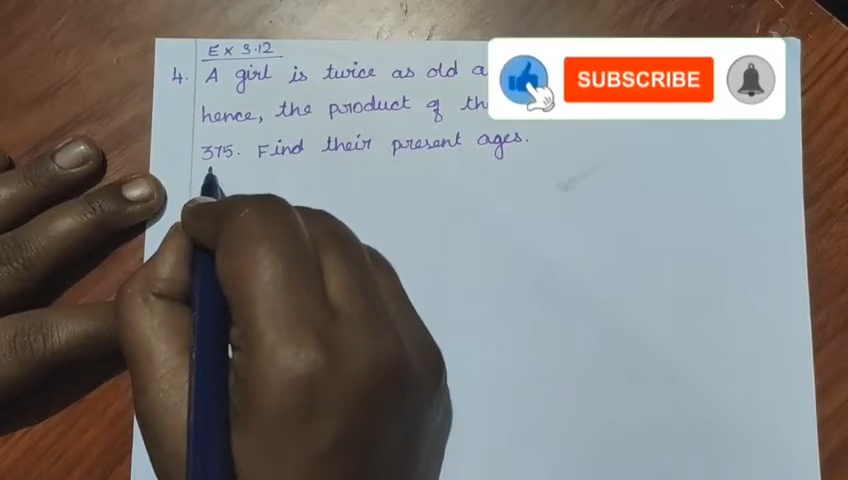 Ex 3.12
4. A girl is twice as old a
hence, the product of th
375. Find their present ages.
SUBSCRIBE